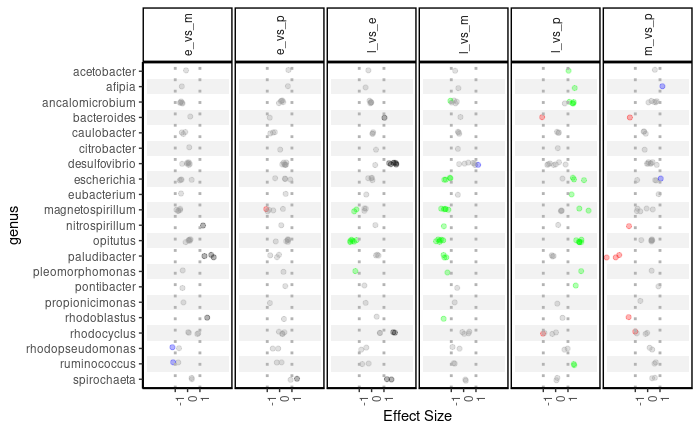 e_vs_m
e_vs_p
l_vs_e
l_vs_m
l_vs_p
m_vs_p
genus
acetobacter
afipia
ancalomicrobium
bacteroides
caulobacter
citrobacter
desulfovibrio
escherichia
eubacterium
magnetospirillum
nitrospirillum
opitutus
paludibacter
pleomorphomonas
pontibacter
propionicimonas
rhodoblastus
rhodocyclus
rhodopseudomonas
ruminococcus
spirochaeta
-1 0 1
-1 0 1
-1 0 1
-1 0 1
-1 0 1
-1 0 1
Effect Size